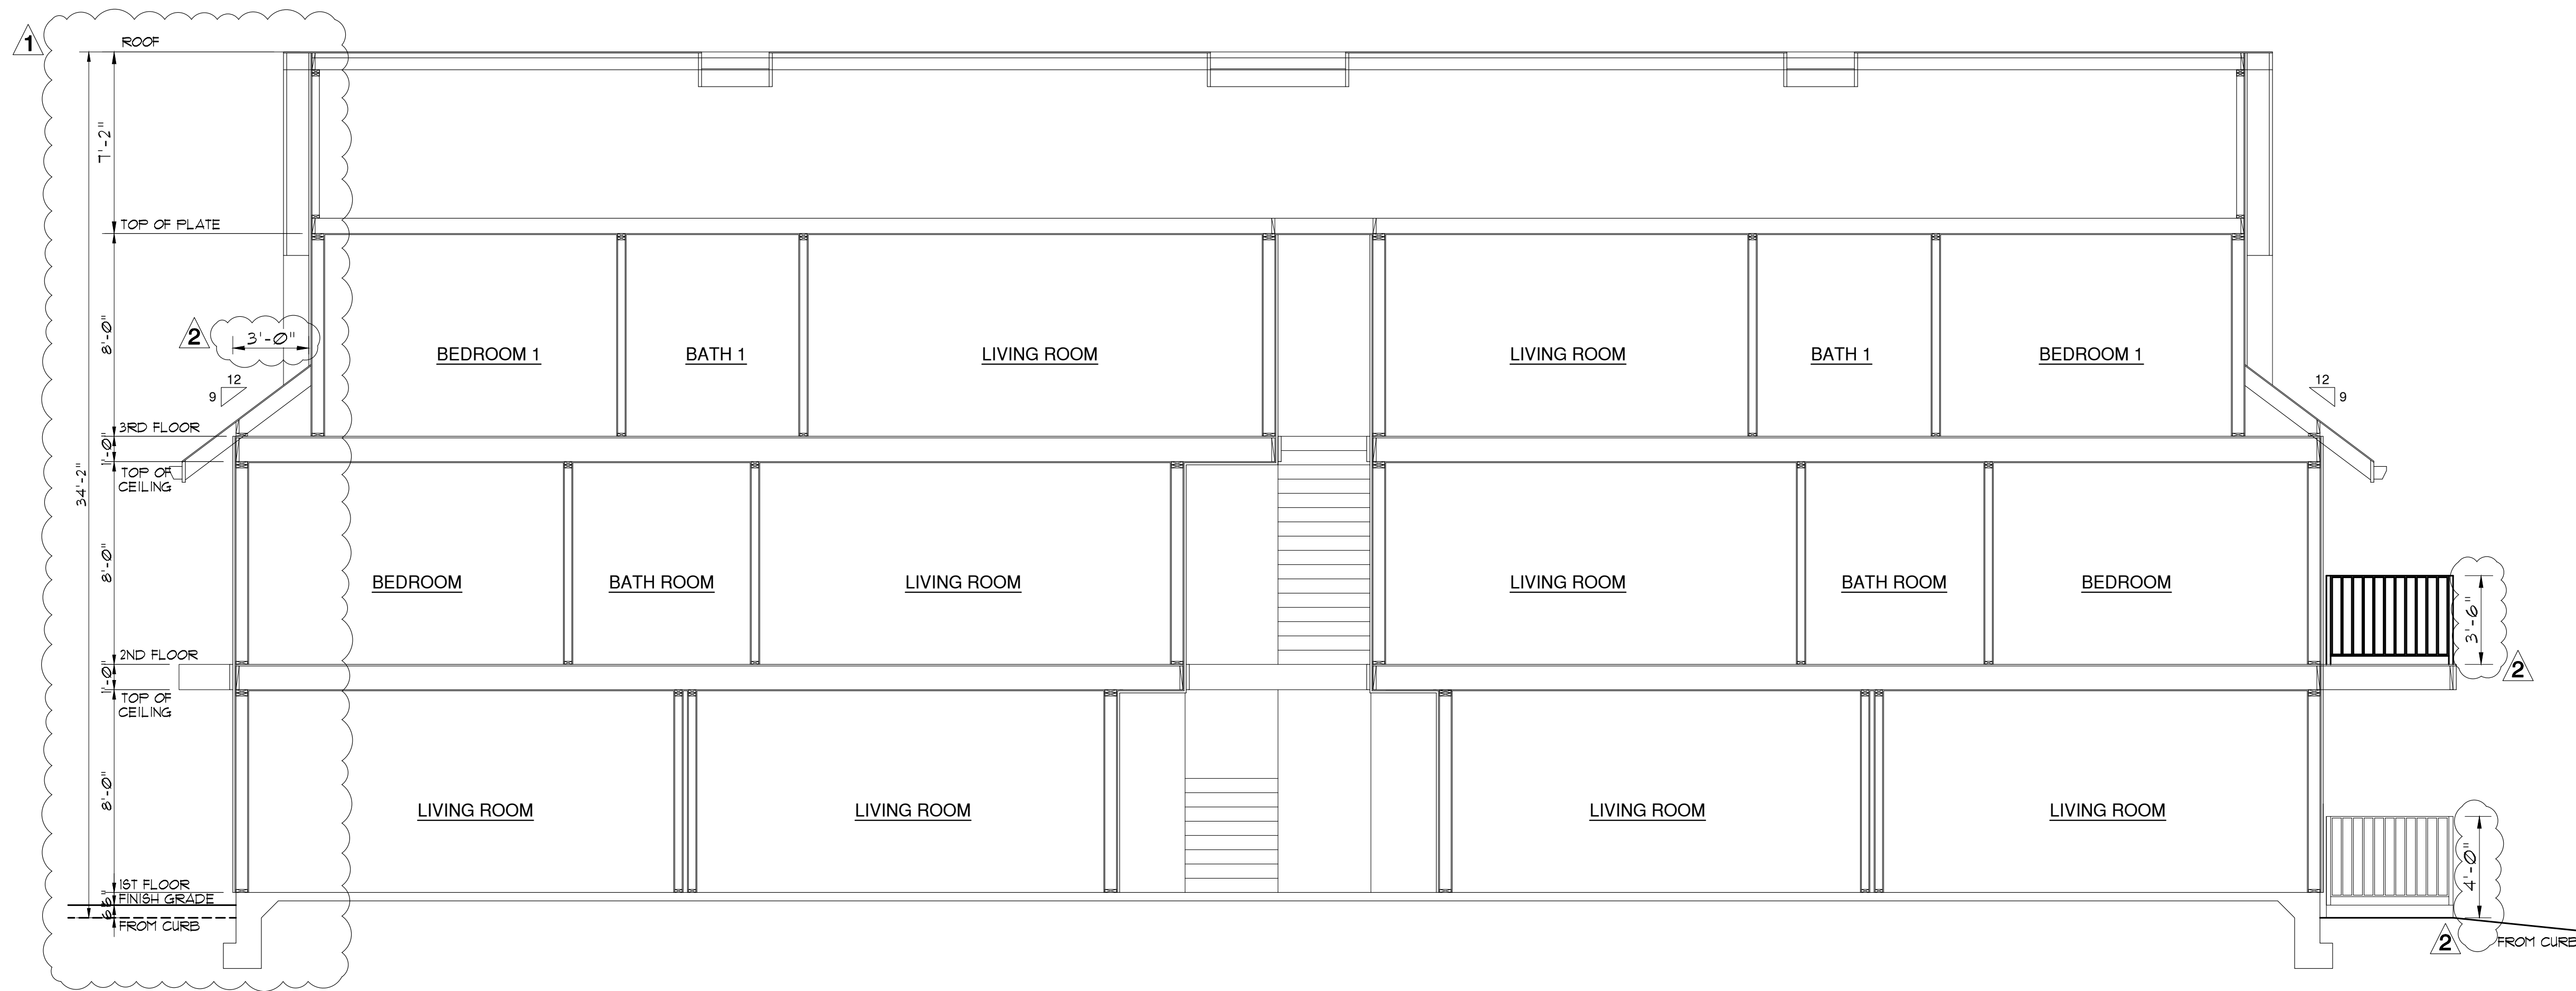 1
ROOF
7'-2"
TOP OF PLATE
8'-0"
2
3'-0"
BEDROOM 1
BATH 1
LIVING ROOM
LIVING ROOM
BATH 1
BEDROOM 1
12
9
12
9
3RD FLOOR
1'-0"
TOP OF
CEILING
34'-2"
8'-0"
BEDROOM
BATH ROOM
LIVING ROOM
LIVING ROOM
BATH ROOM
BEDROOM
3'-6"
2
2ND FLOOR
1'-0"
TOP OF
CEILING
8'-0"
LIVING ROOM
LIVING ROOM
LIVING ROOM
LIVING ROOM
4'-0"
1ST FLOOR
FINISH GRADE
FROM CURB
2
FROM CURB